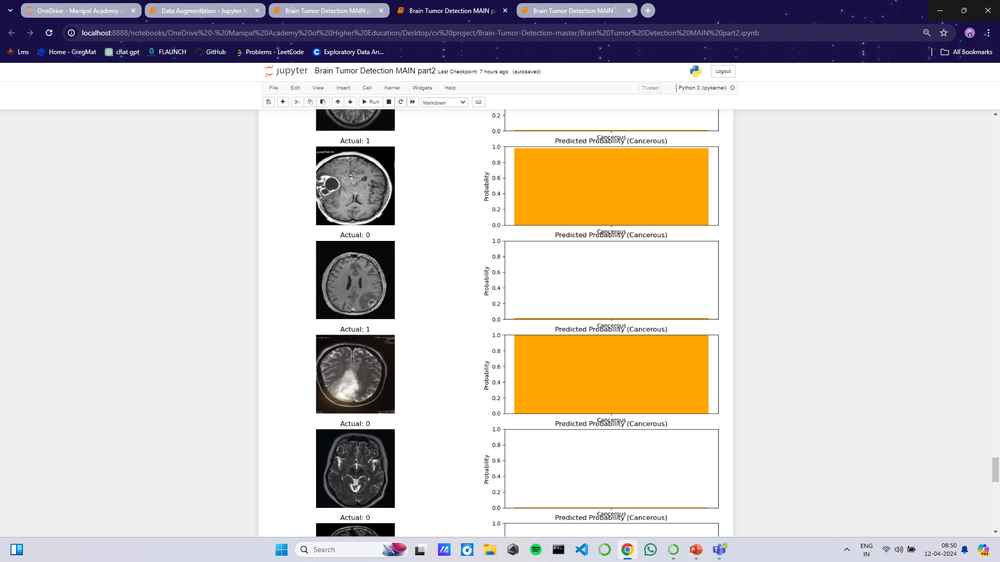 OneDrive - Manipal Academy o
Data Augmentation - Jupyter N
Brain Tumor Detection MAIN p
Brain Tumor Detection MAIN p
Brain Tumor Detection MAIN -
localhost:8888/notebooks/OneDrive%20-%20Manipal%20Academy%20of%20Higher%20Education/Desktop/cv%20project/Brain-Tumor-Detection-master/Brain%20Tumor%20Detection%20MAIN%20part2.ipynb
Lms
Home - GregMat
chat gpt
FLAUNCH
GitHub
Problems - LeetCode
Exploratory Data An...
All Bookmarks
jupyter Brain Tumor Detection MAIN part2 Last Checkpoint: 7 hours ago (autosaved)
Logout
File Edit View Insert Cell Kernel Widgets Help
Trusted
Python 3 (ipykernel)
Run
Markdown
0.2
0.0
Cancerous
Actual: 1
Predicted Probability (Cancerous)
© Mayfield
1.0
0.8
0.6
0.4
0.2
0.0
Probability
Cancerous
Actual: 0
Predicted Probability (Cancerous)
1.0
0.8
0.6
0.4
0.2
0.0
Probability
Cancerous
Actual: 1
Predicted Probability (Cancerous)
1.0
0.8
0.6
0.4
0.2
0.0
Probability
Cancerous
Actual: 0
Predicted Probability (Cancerous)
1.0
0.8
0.6
0.4
0.2
0.0
Probability
Cancerous
Actual: 0
Predicted Probability (Cancerous)
1.0
Search
ENG
IN
08:50
12-04-2024
PRE